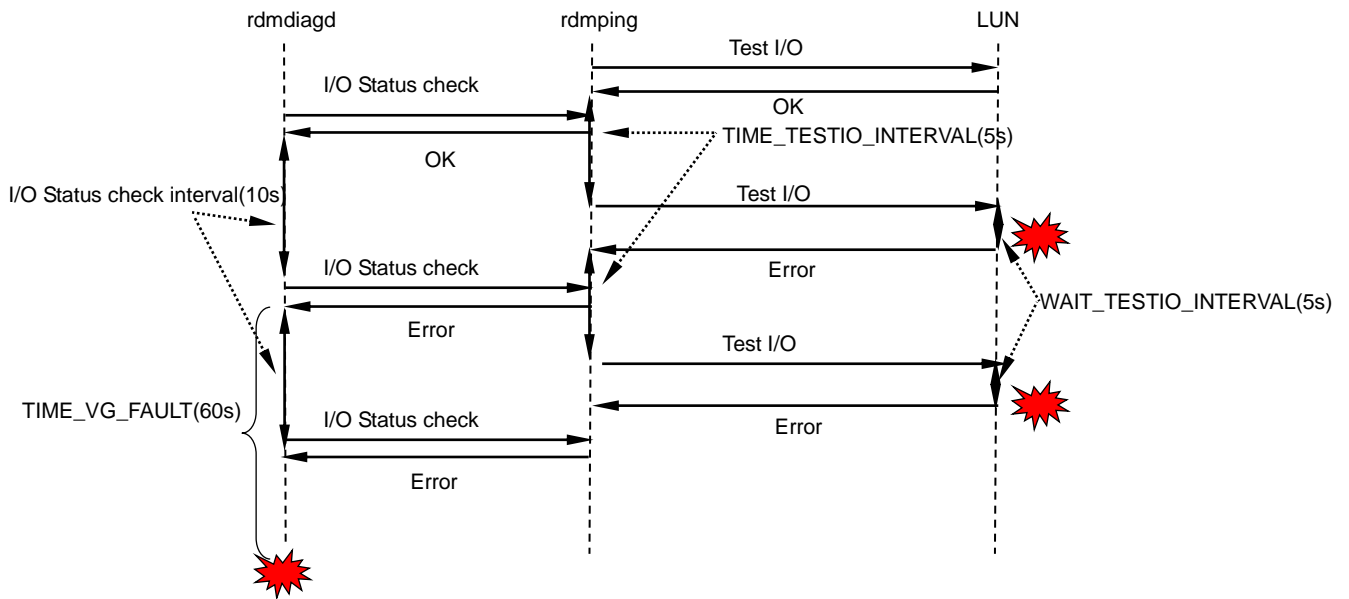 rdmdiagd
rdmping
LUN
Test I/O
I/O Status check
OK
TIME_TESTIO_INTERVAL(5s)
OK
I/O Status check interval(10s)
Test I/O
I/O Status check
Error
WAIT_TESTIO_INTERVAL(5s)
Error
Test I/O
TIME_VG_FAULT(60s)
I/O Status check
Error
Error